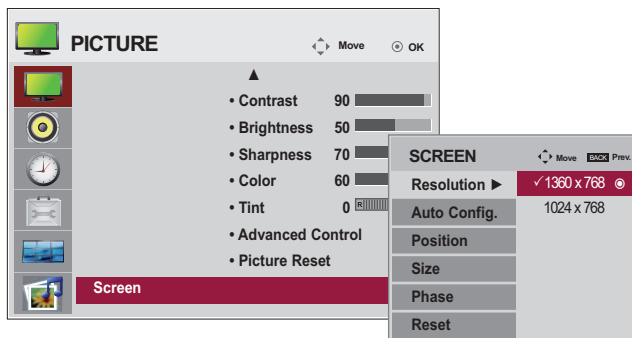 PICTURE
Move OK
▲
• Contrast 90
• Brightness 50
• Sharpness 70
• Color 60
• Tint 0 R
• Advanced Control
• Picture Reset
Screen
SCREEN
Move BACK Prev.
Resolution ► ✓1360 x 768 ◉
Auto Config. 1024 x 768
Position
Size
Phase
Reset